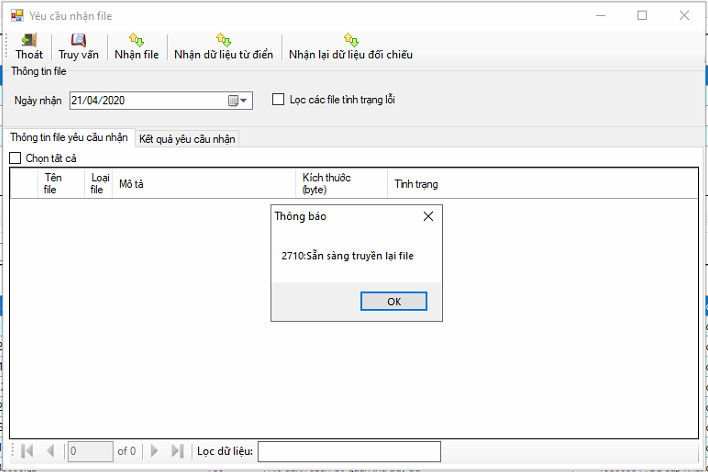 Yêu cầu nhận file
Thoát Truy vấn Nhận file Nhận dữ liệu từ điển Nhận lại dữ liệu đối chiếu
Thông tin file
Ngày nhận 21/04/2020 Lọc các file tình trạng lỗi
Thông tin file yêu cầu nhận Kết quả yêu cầu nhận
Chọn tất cả
Tên file Loại file Mô tả Kích thước (byte) Tình trạng
Thông báo
2710:Sẵn sàng truyền lại file
OK
0 of 0 Lọc dữ liệu: